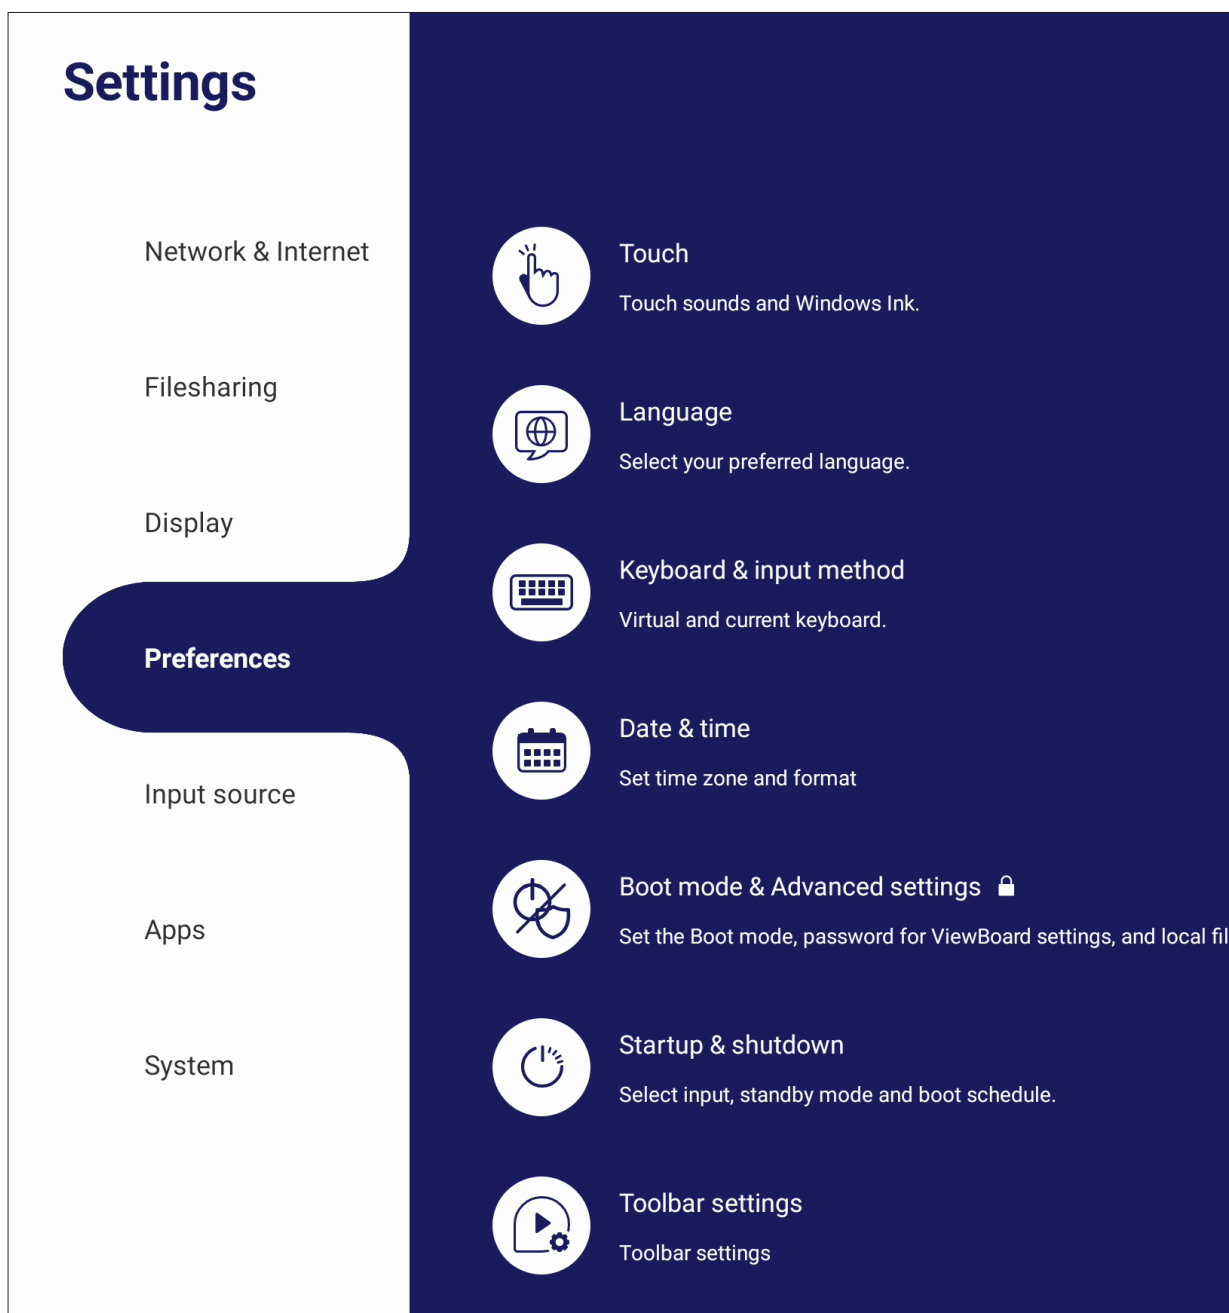 Settings
Network & Internet
Filesharing
Display
Preferences
Input source
Apps
System
Touch
Touch sounds and Windows Ink.
Language
Select your preferred language.
Keyboard & input method
Virtual and current keyboard.
Date & time
Set time zone and format
Boot mode & Advanced settings
Set the Boot mode, password for ViewBoard settings, and local fil
Startup & shutdown
Select input, standby mode and boot schedule.
Toolbar settings
Toolbar settings